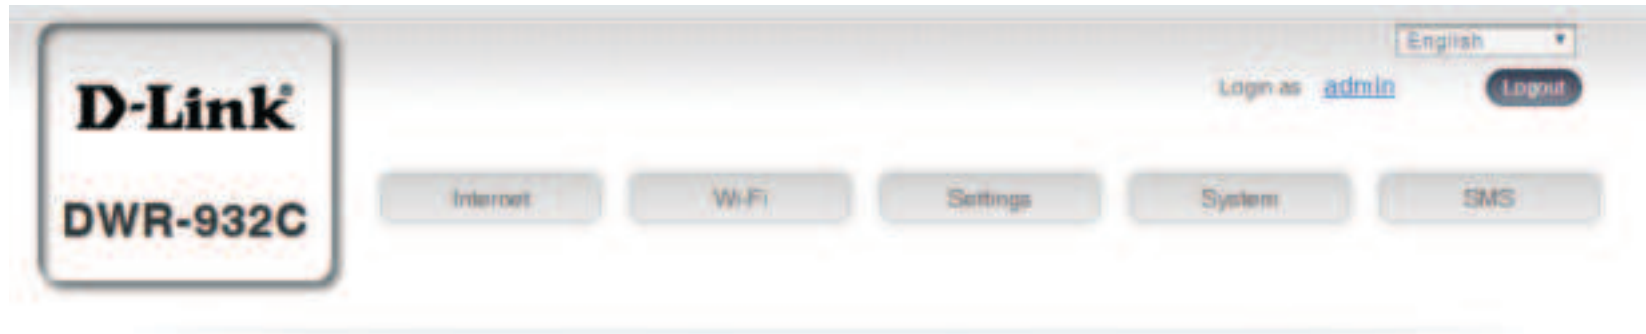 English
Login as admin Logout
D-Link®
DWR-932C
Internet Wi-Fi Settings System SMS